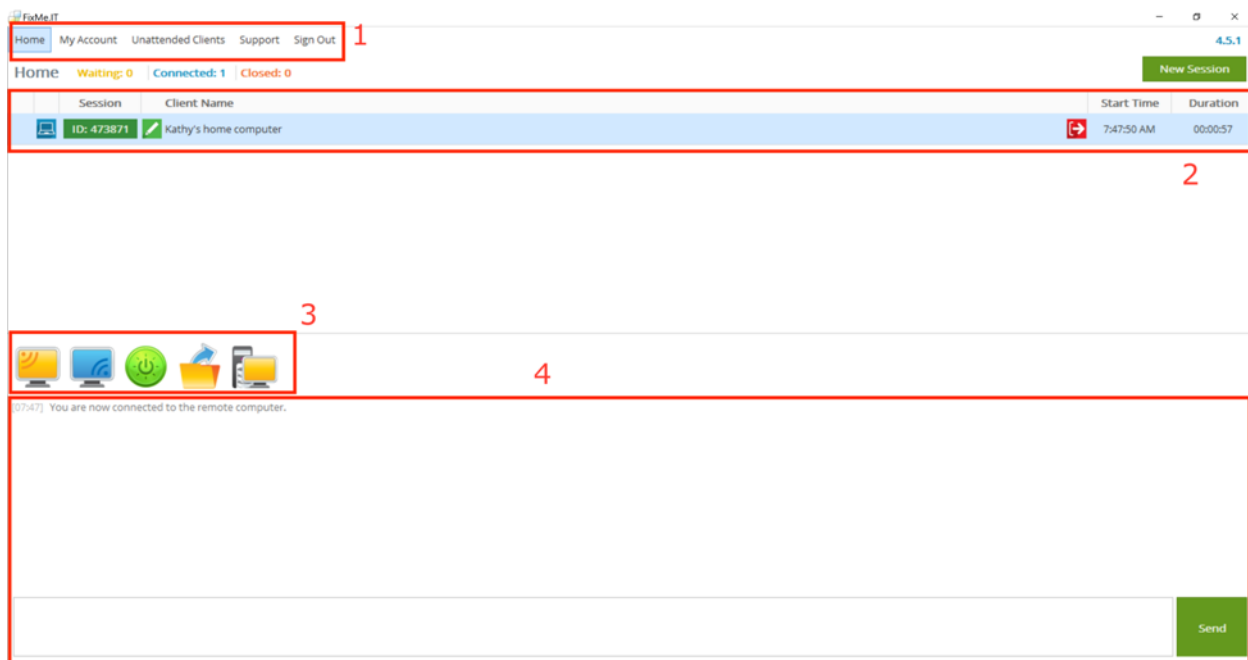 FixMe.IT
Home My Account Unattended Clients Support Sign Out 1
4.5.1
Home Waiting: 0 Connected: 1 Closed: 0 New Session
Session Client Name Start Time Duration
ID: 473871 Kathy's home computer 7:47:50 AM 00:00:57
2
3
4
[07:47] You are now connected to the remote computer.
Send